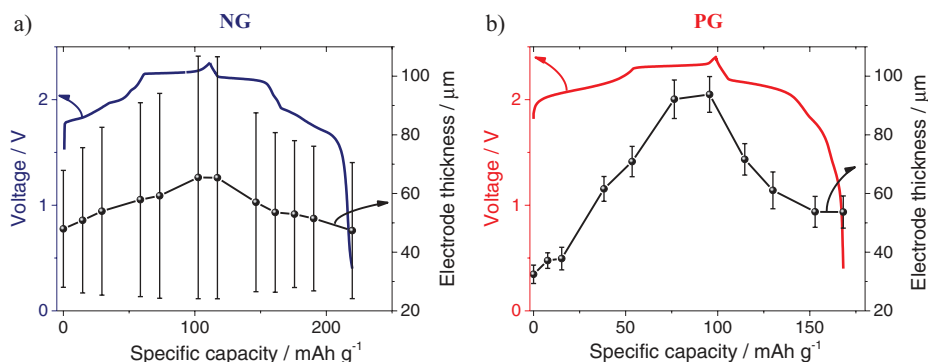 a)
NG
Voltage / V
0
1
2
Electrode thickness / μm
20
40
60
80
100
0
100
200
Specific capacity / mAh g⁻¹
b)
PG
Voltage / V
0
1
2
Electrode thickness / μm
20
40
60
80
100
0
50
100
150
Specific capacity / mAh g⁻¹